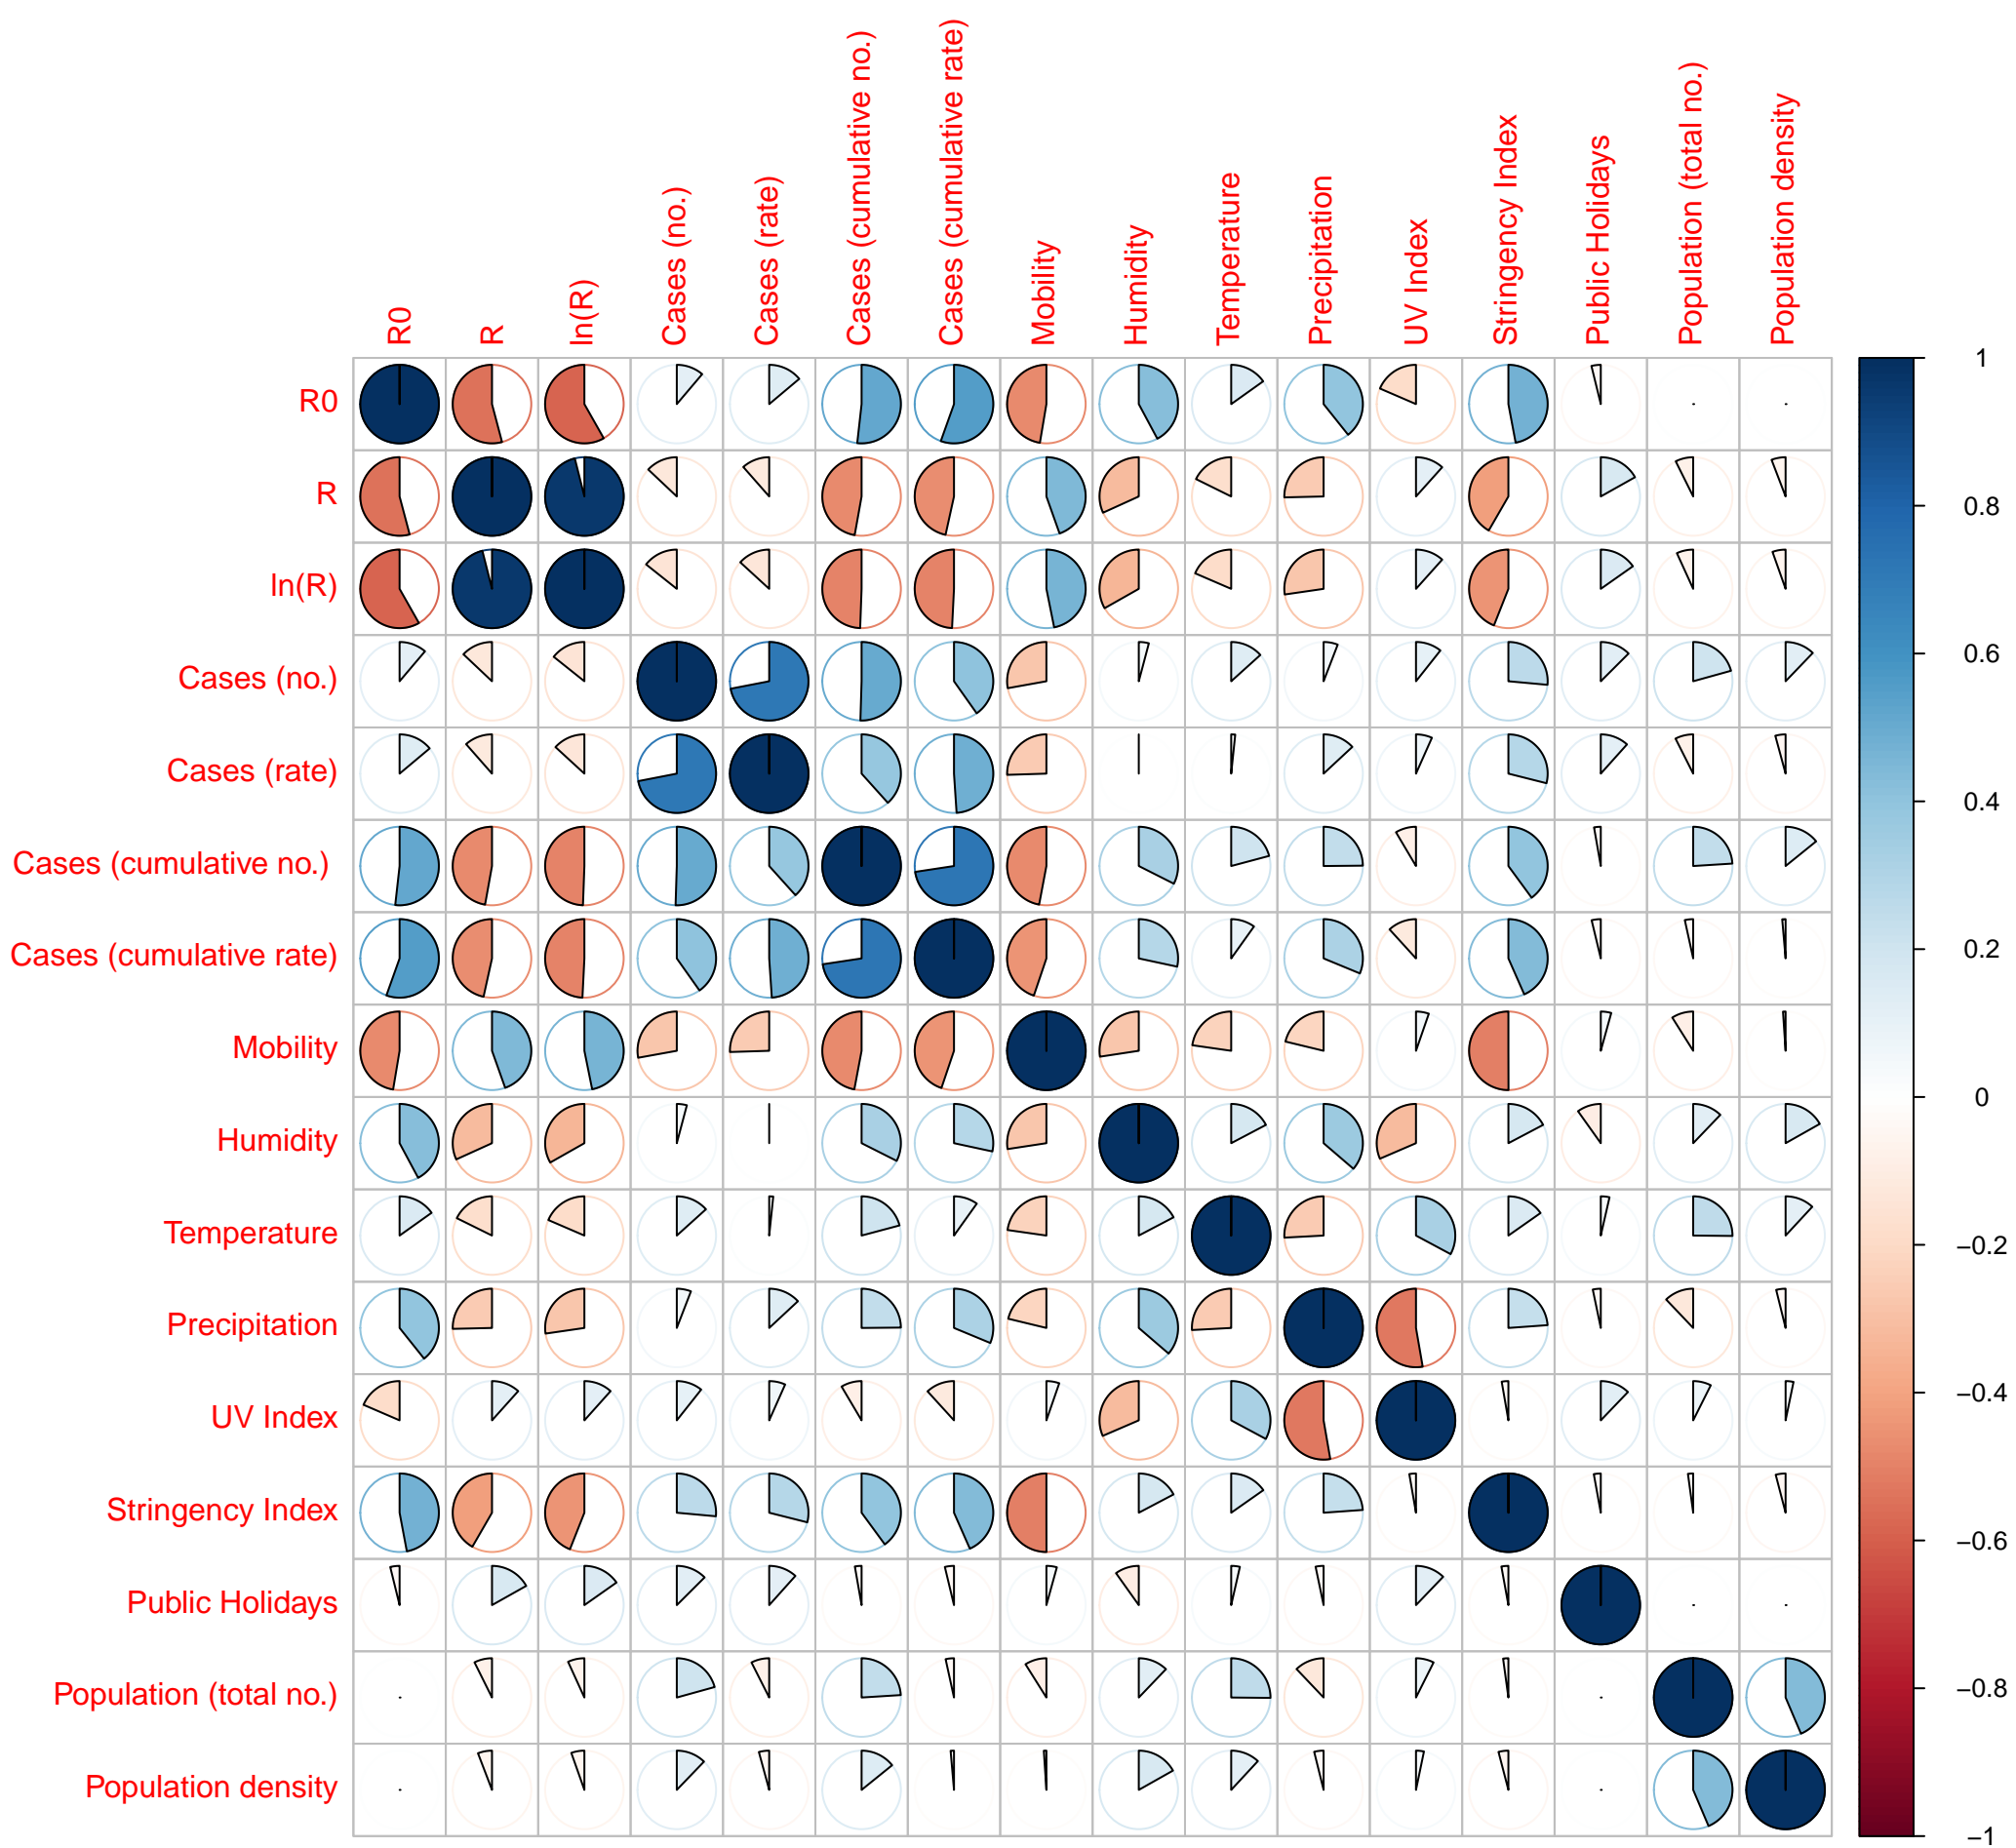 R0
R
ln(R)
Cases (no.)
Cases (rate)
Cases (cumulative no.)
Cases (cumulative rate)
Mobility
Humidity
Temperature
Precipitation
UV Index
Stringency Index
Public Holidays
Population (total no.)
Population density
R0
R
ln(R)
Cases (no.)
Cases (rate)
Cases (cumulative no.)
Cases (cumulative rate)
Mobility
Humidity
Temperature
Precipitation
UV Index
Stringency Index
Public Holidays
Population (total no.)
Population density
1
0.8
0.6
0.4
0.2
0
−0.2
−0.4
−0.6
−0.8
−1